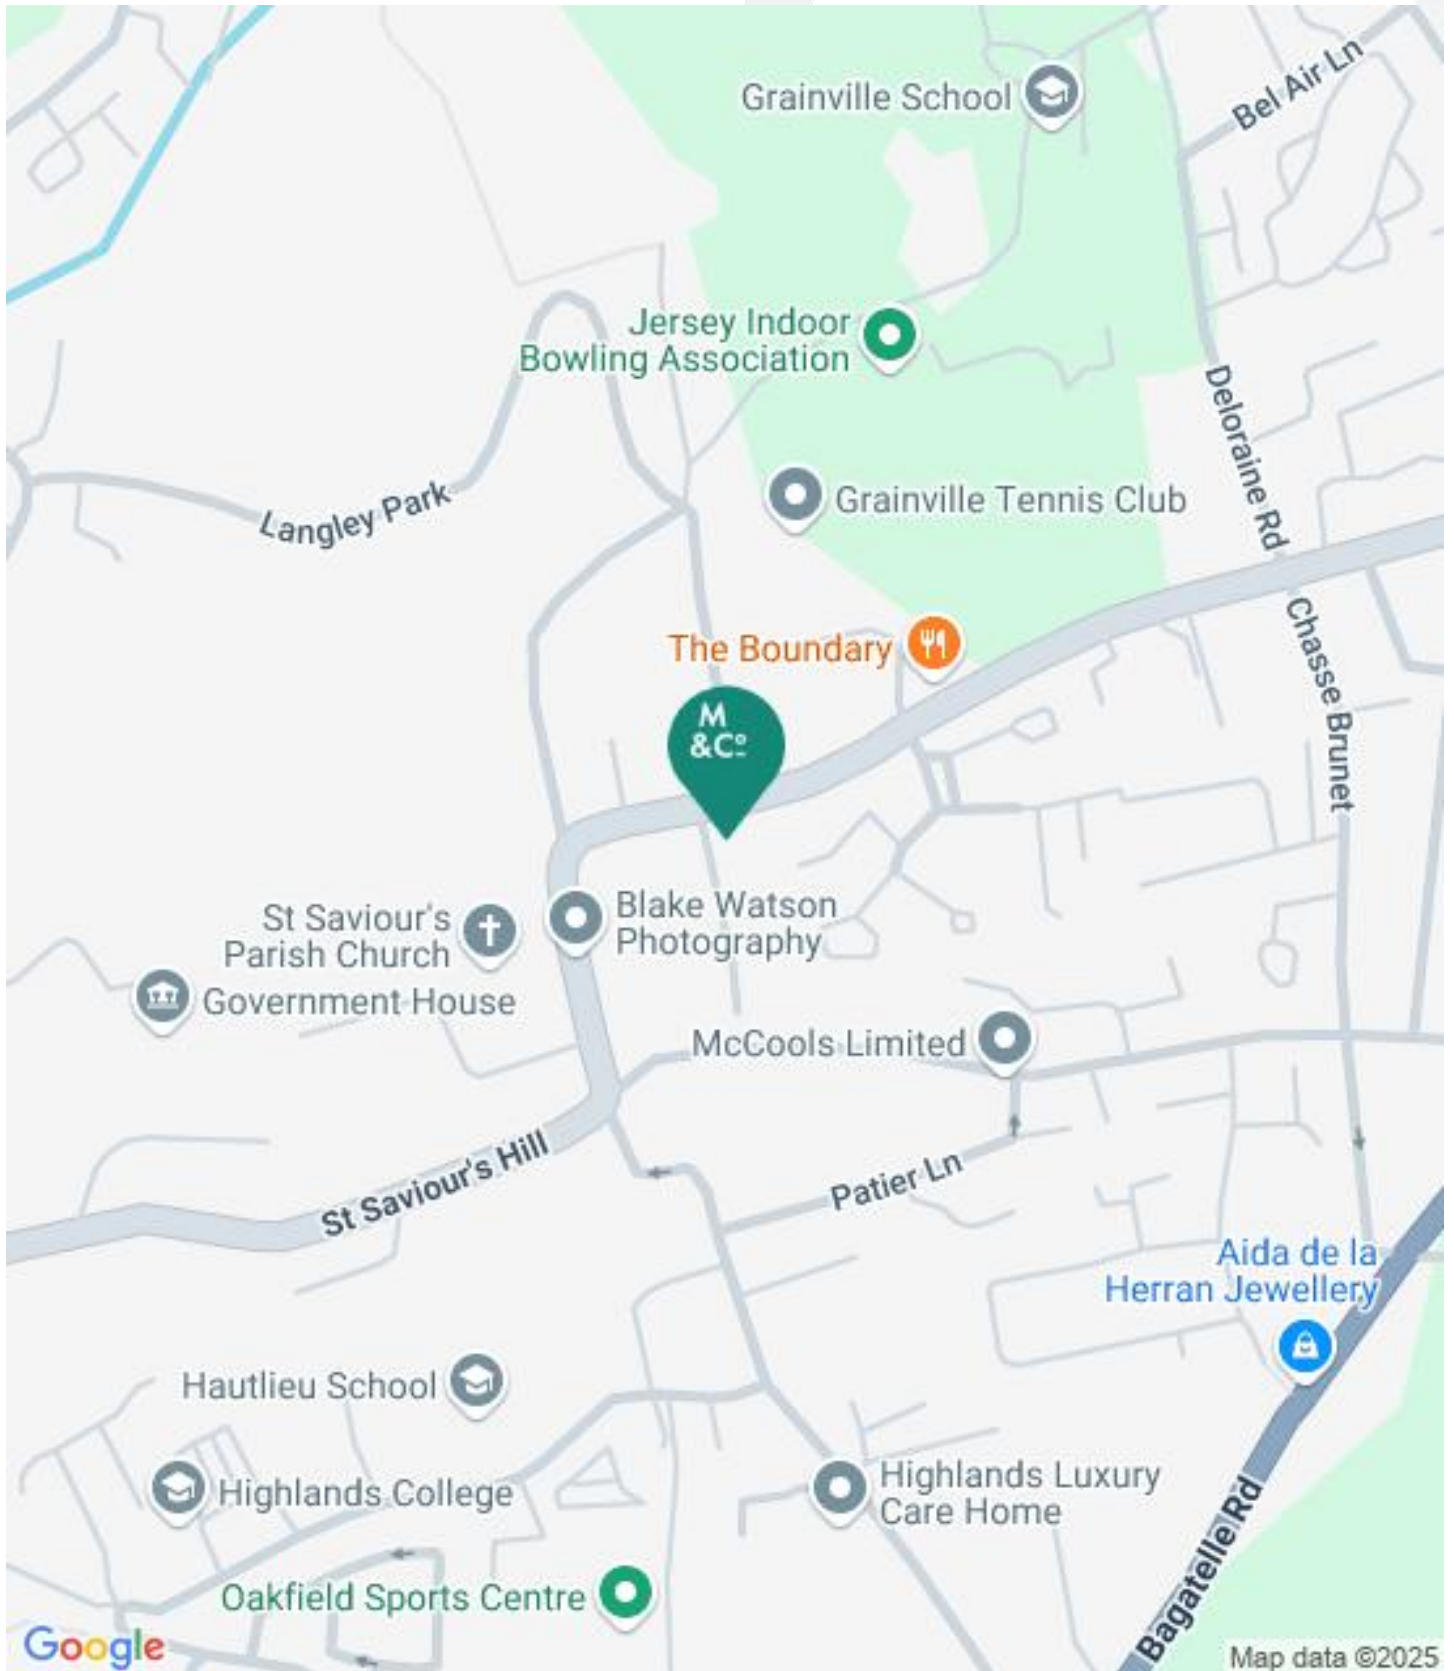 Grainville School
Bel Air Ln
Jersey Indoor
Bowling Association
Deloraine Rd
Langley Park
Grainville Tennis Club
The Boundary
Chasse Brunet
M
&Cº
St Saviour's
Parish Church
Blake Watson
Photography
Government House
McCools Limited
St Saviour's Hill
Patier Ln
Aida de la
Herran Jewellery
Hautlieu School
Highlands College
Highlands Luxury
Care Home
Bagatelle Rd
Oakfield Sports Centre
Google
Map data ©2025